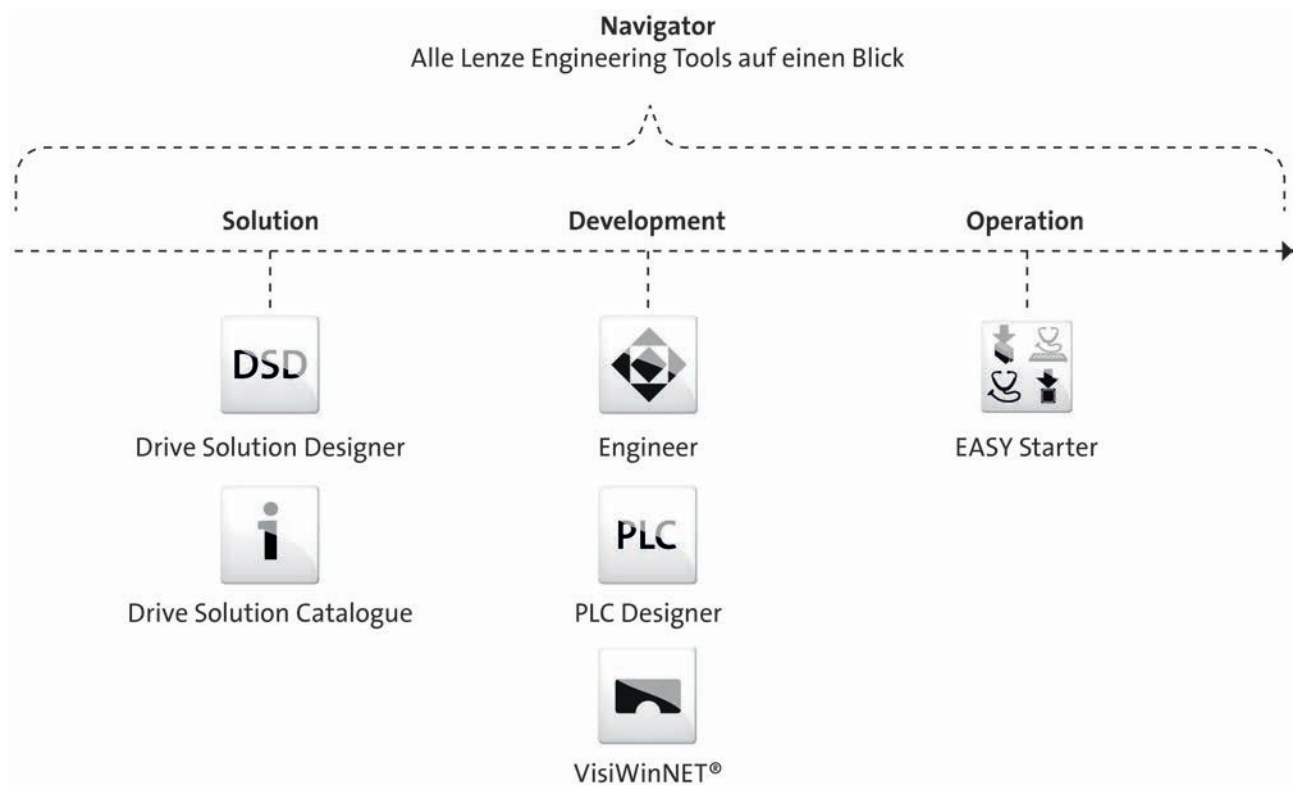 Navigator
Alle Lenze Engineering Tools auf einen Blick
Solution
Development
Operation
DSD
Drive Solution Designer
Engineer
EASY Starter
i
Drive Solution Catalogue
PLC
PLC Designer
VisiWinNET®